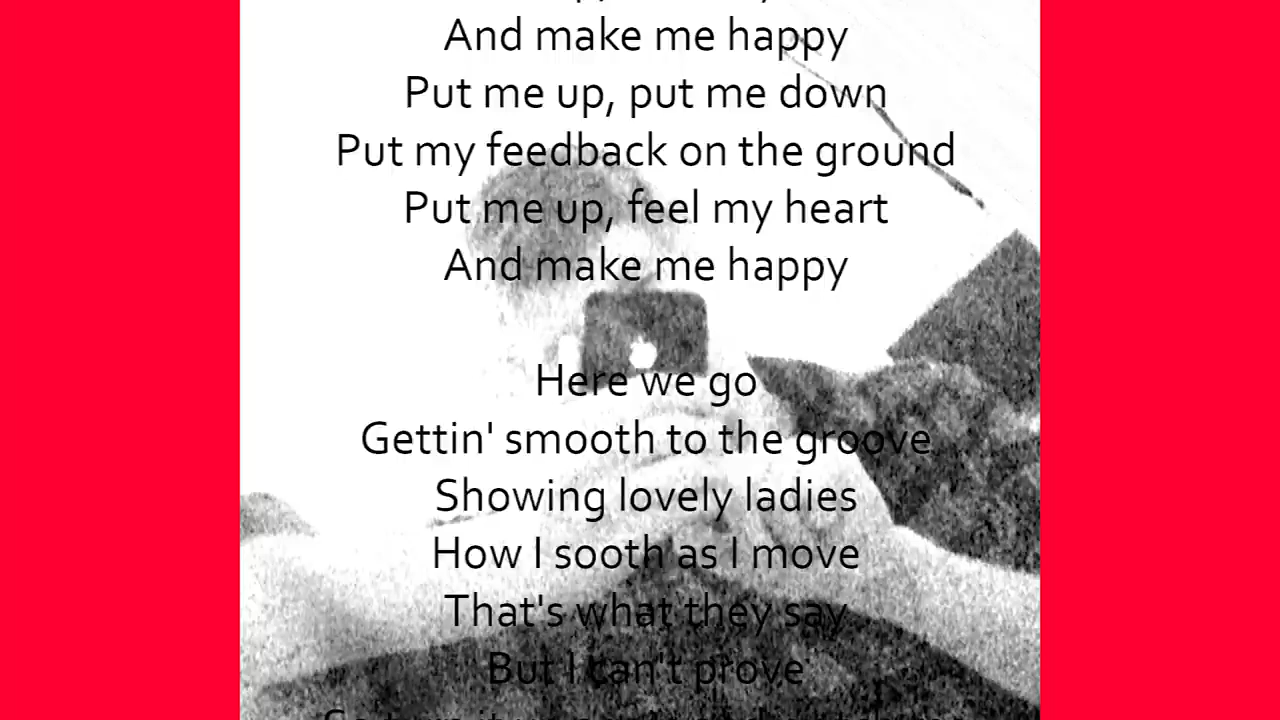 And make me happy
Put me up, put me down
Put my feedback on the ground
Put me up, feel my heart
And make me happy
Here we go
Gettin' smooth to the groove
Showing lovely ladies
How I sooth as I move
That's what they say
But I can't prove